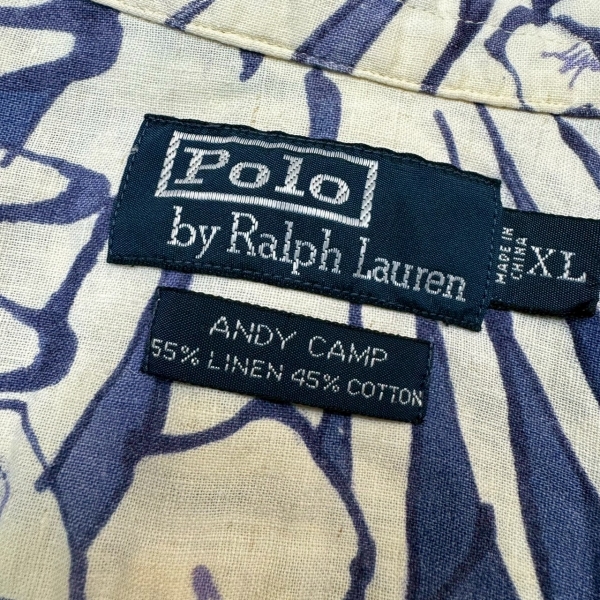 Polo
by Ralph Lauren
MADE IN
CHINA
XL
ANDY CAMP
55% LINEN 45% COTTON